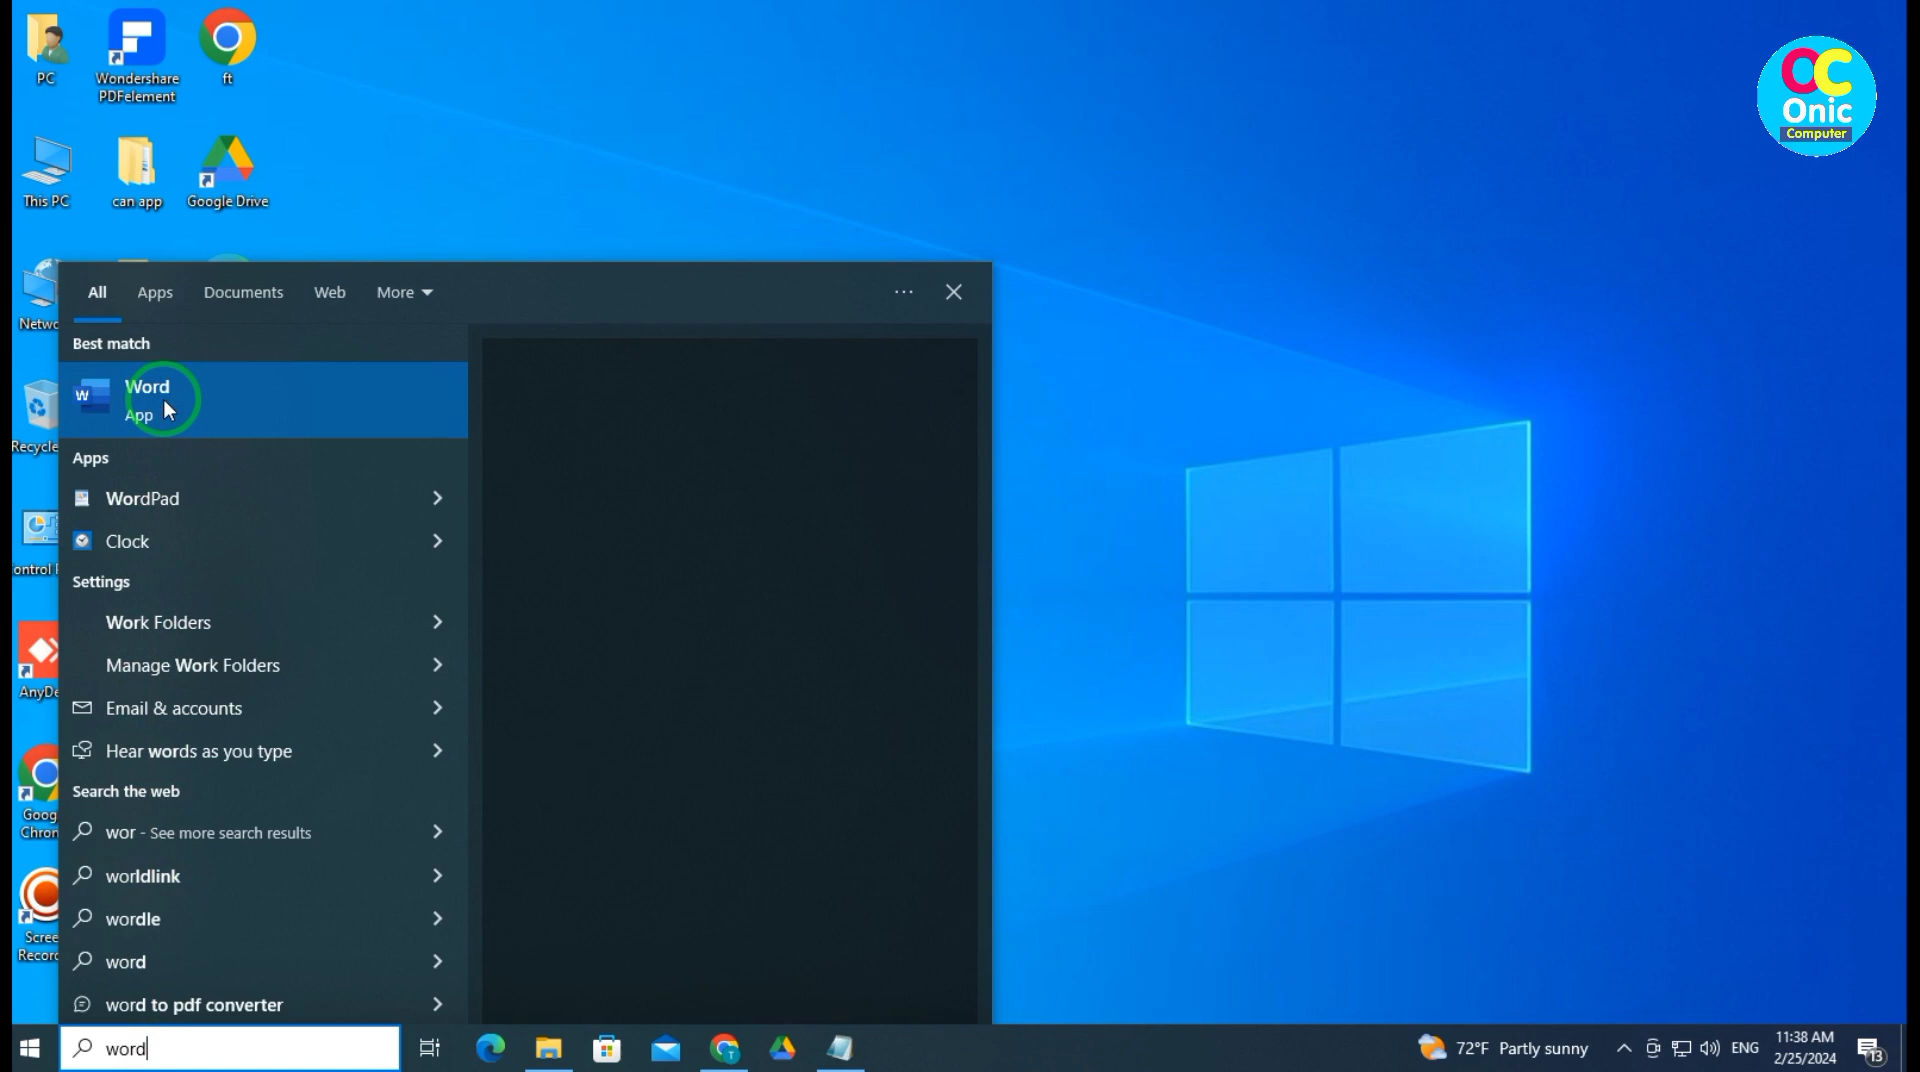 PC
Wondershare
PDFelement
ft
This PC
can app
Google Drive
OC
Onic
Computer
Netwo
Recycle
ontrol P
AnyDe
Goog
Chron
Scree
Recorc
All
Apps
Documents
Web
More
Best match
Word
App
Apps
WordPad
Clock
Settings
Work Folders
Manage Work Folders
Email & accounts
Hear words as you type
Search the web
wor - See more search results
worldlink
wordle
word
word to pdf converter
word
72°F Partly sunny
ENG
11:38 AM
2/25/2024
13